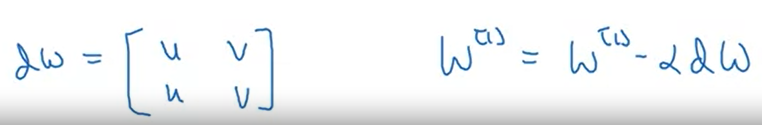 dw = [ u v
u v ]
W^[1] = W^[1] - α dW